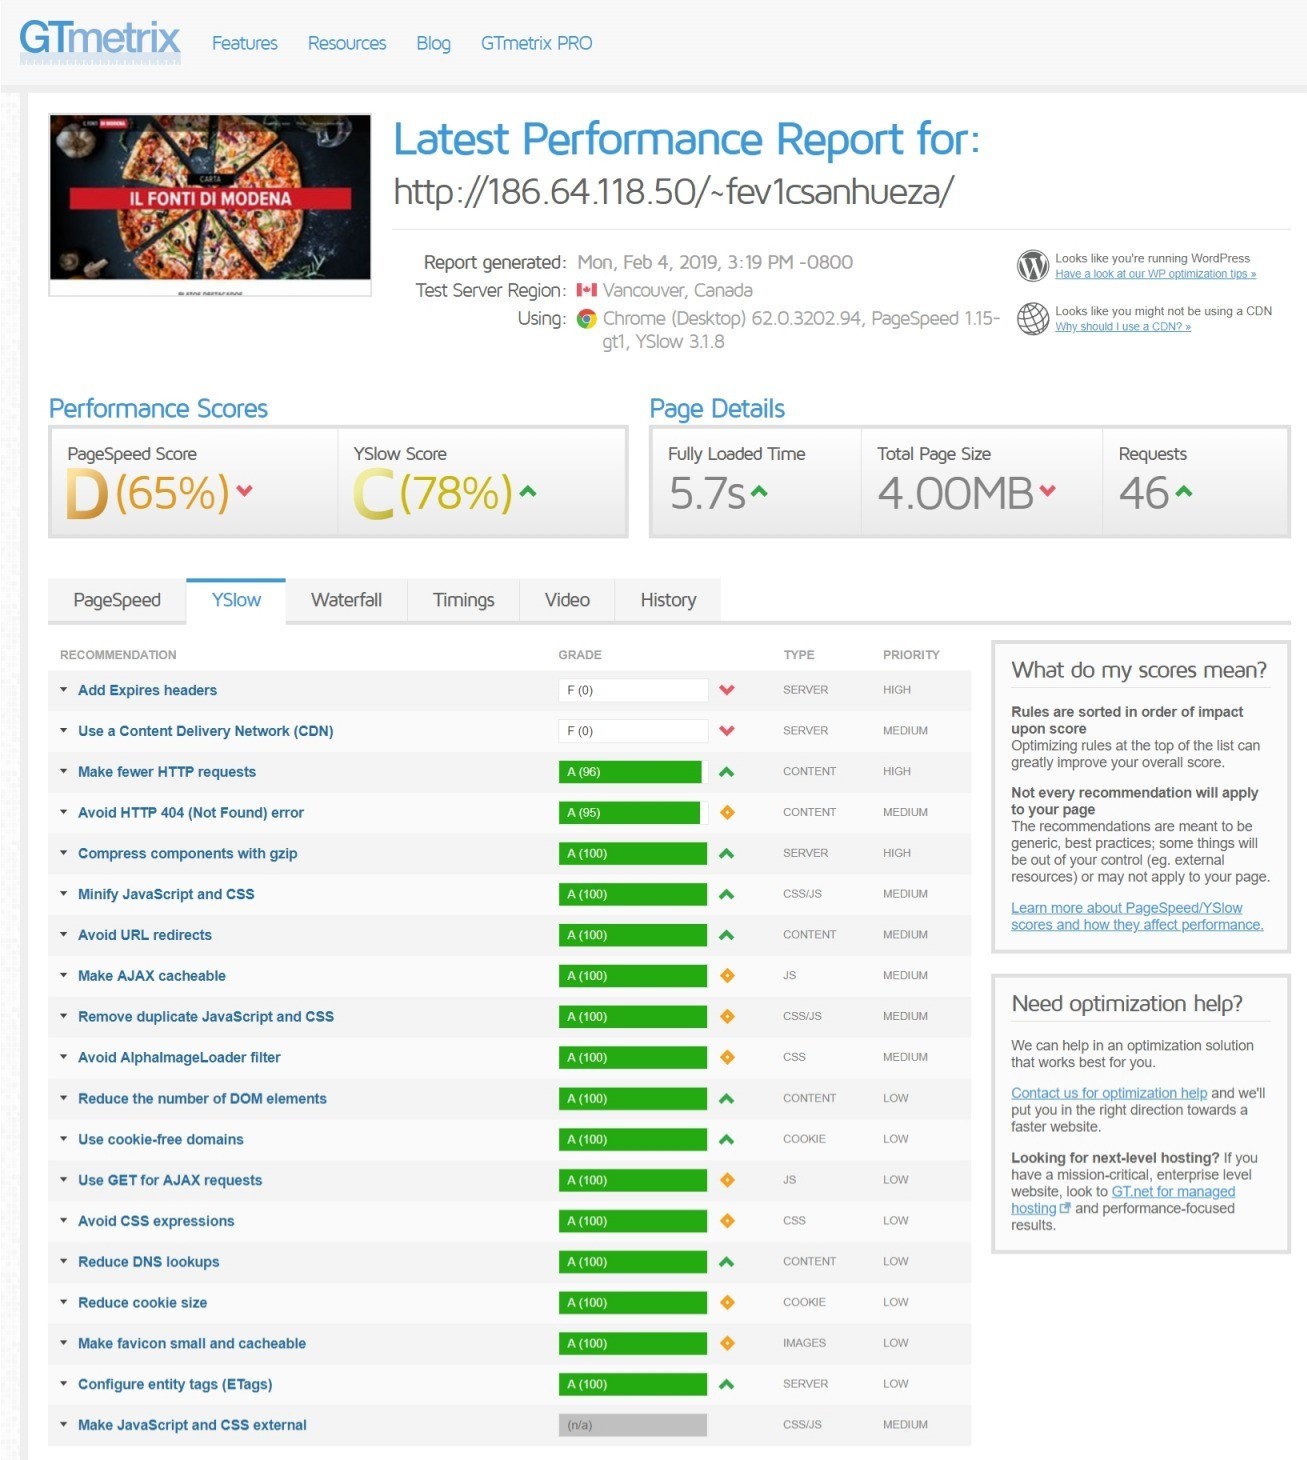 GTmetrix Features Resources Blog GTmetrix PRO
IL FONTI DI MODENA
CARTA
IL FONTI DI MODENA
Latest Performance Report for:
http://186.64.118.50/~fev1csanhueza/
Report generated: Mon, Feb 4, 2019, 3:19 PM -0800
Test Server Region: Vancouver, Canada
Using: Chrome (Desktop) 62.0.3202.94, PageSpeed 1.15-
gt1, YSlow 3.1.8
Looks like you're running WordPress
Have a look at our WP optimization tips »
Looks like you might not be using a CDN
Why should I use a CDN? »
Performance Scores
PageSpeed Score YSlow Score
D (65%) C (78%)
Page Details
Fully Loaded Time Total Page Size Requests
5.7s 4.00MB 46
PageSpeed YSlow Waterfall Timings Video History
RECOMMENDATION GRADE TYPE PRIORITY
Add Expires headers F (0) SERVER HIGH
Use a Content Delivery Network (CDN) F (0) SERVER MEDIUM
Make fewer HTTP requests A (96) CONTENT HIGH
Avoid HTTP 404 (Not Found) error A (95) CONTENT MEDIUM
Compress components with gzip A (100) SERVER HIGH
Minify JavaScript and CSS A (100) CSS/JS MEDIUM
Avoid URL redirects A (100) CONTENT MEDIUM
Make AJAX cacheable A (100) JS MEDIUM
Remove duplicate JavaScript and CSS A (100) CSS/JS MEDIUM
Avoid AlphaImageLoader filter A (100) CSS MEDIUM
Reduce the number of DOM elements A (100) CONTENT LOW
Use cookie-free domains A (100) COOKIE LOW
Use GET for AJAX requests A (100) JS LOW
Avoid CSS expressions A (100) CSS LOW
Reduce DNS lookups A (100) CONTENT LOW
Reduce cookie size A (100) COOKIE LOW
Make favicon small and cacheable A (100) IMAGES LOW
Configure entity tags (ETags) A (100) SERVER LOW
Make JavaScript and CSS external (n/a) CSS/JS MEDIUM
What do my scores mean?
Rules are sorted in order of impact
upon score
Optimizing rules at the top of the list can
greatly improve your overall score.
Not every recommendation will apply
to your page
The recommendations are meant to be
generic, best practices; some things will
be out of your control (eg. external
resources) or may not apply to your page.
Learn more about PageSpeed/YSlow
scores and how they affect performance.
Need optimization help?
We can help in an optimization solution
that works best for you.
Contact us for optimization help and we'll
put you in the right direction towards a
faster website.
Looking for next-level hosting? If you
have a mission-critical, enterprise level
website, look to GT.net for managed
hosting and performance-focused
results.